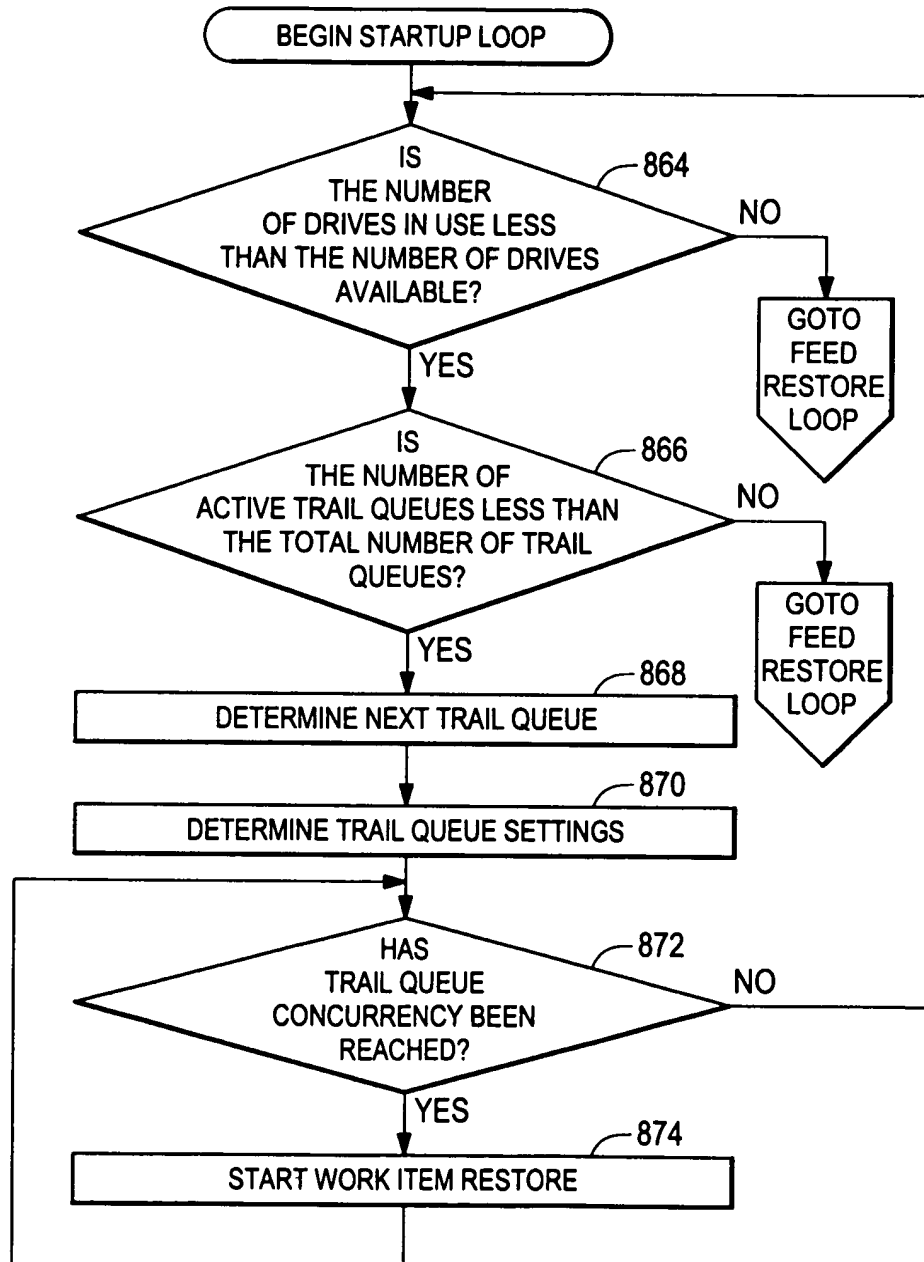 BEGIN STARTUP LOOP
IS
THE NUMBER
OF DRIVES IN USE LESS
THAN THE NUMBER OF DRIVES
AVAILABLE?
864
NO
GOTO
FEED
RESTORE
LOOP
YES
IS
THE NUMBER OF
ACTIVE TRAIL QUEUES LESS THAN
THE TOTAL NUMBER OF TRAIL
QUEUES?
866
NO
GOTO
FEED
RESTORE
LOOP
YES
868
DETERMINE NEXT TRAIL QUEUE
870
DETERMINE TRAIL QUEUE SETTINGS
HAS
TRAIL QUEUE
CONCURRENCY BEEN
REACHED?
872
NO
YES
874
START WORK ITEM RESTORE